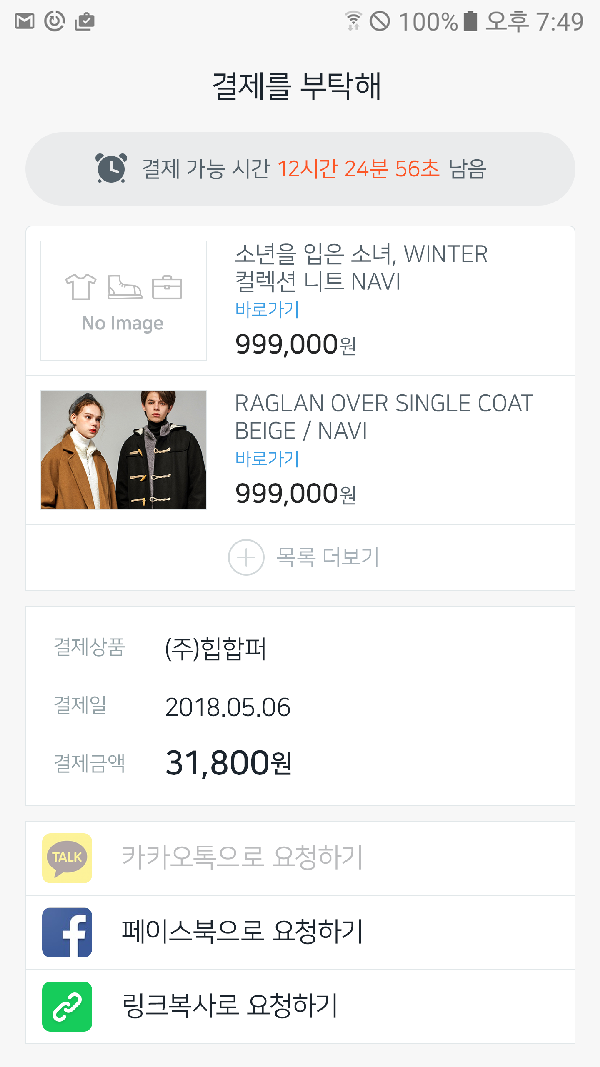 100% 오후 7:49
결제를 부탁해
결제 가능 시간 12시간 24분 56초 남음
No Image
소년을 입은 소녀, WINTER
컬렉션 니트 NAVI
바로가기
999,000원
RAGLAN OVER SINGLE COAT
BEIGE / NAVI
바로가기
999,000원
목록 더보기
결제상품 (주)힙합퍼
결제일 2018.05.06
결제금액 31,800원
TALK 카카오톡으로 요청하기
페이스북으로 요청하기
링크복사로 요청하기